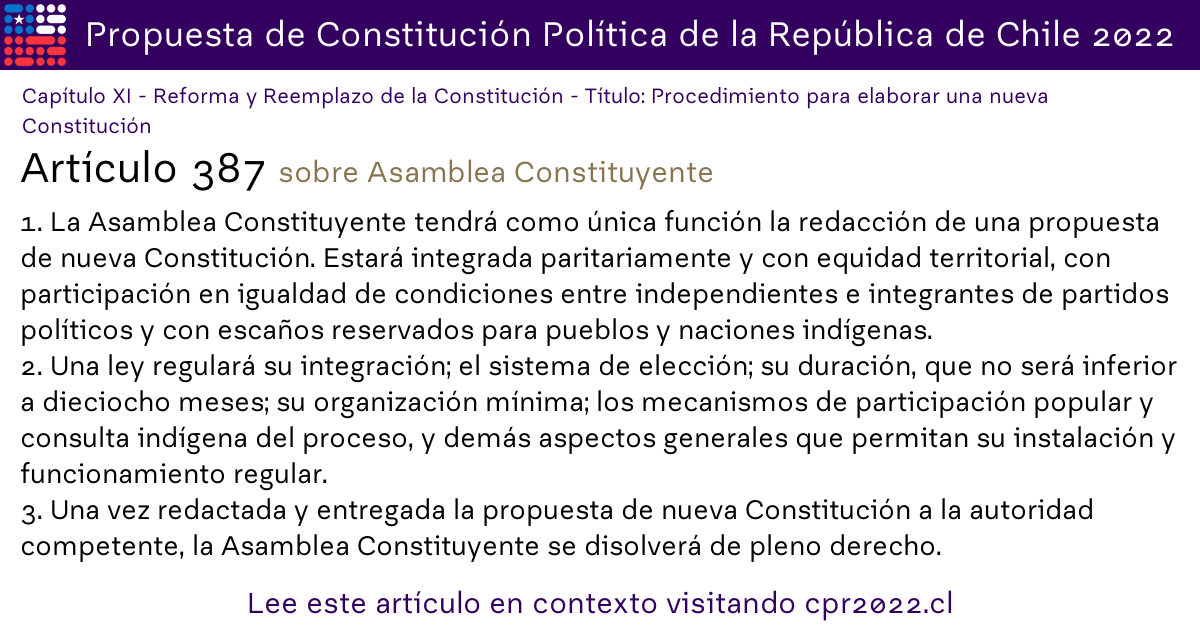 Propuesta de Constitución Política de la República de Chile 2022
Capítulo XI - Reforma y Reemplazo de la Constitución - Título: Procedimiento para elaborar una nueva
Constitución
Artículo 387 sobre Asamblea Constituyente
1. La Asamblea Constituyente tendrá como única función la redacción de una propuesta
de nueva Constitución. Estará integrada paritariamente y con equidad territorial, con
participación en igualdad de condiciones entre independientes e integrantes de partidos
políticos y con escaños reservados para pueblos y naciones indígenas.
2. Una ley regulará su integración; el sistema de elección; su duración, que no será inferior
a dieciocho meses; su organización mínima; los mecanismos de participación popular y
consulta indígena del proceso, y demás aspectos generales que permitan su instalación y
funcionamiento regular.
3. Una vez redactada y entregada la propuesta de nueva Constitución a la autoridad
competente, la Asamblea Constituyente se disolverá de pleno derecho.
Lee este artículo en contexto visitando cpr2022.cl